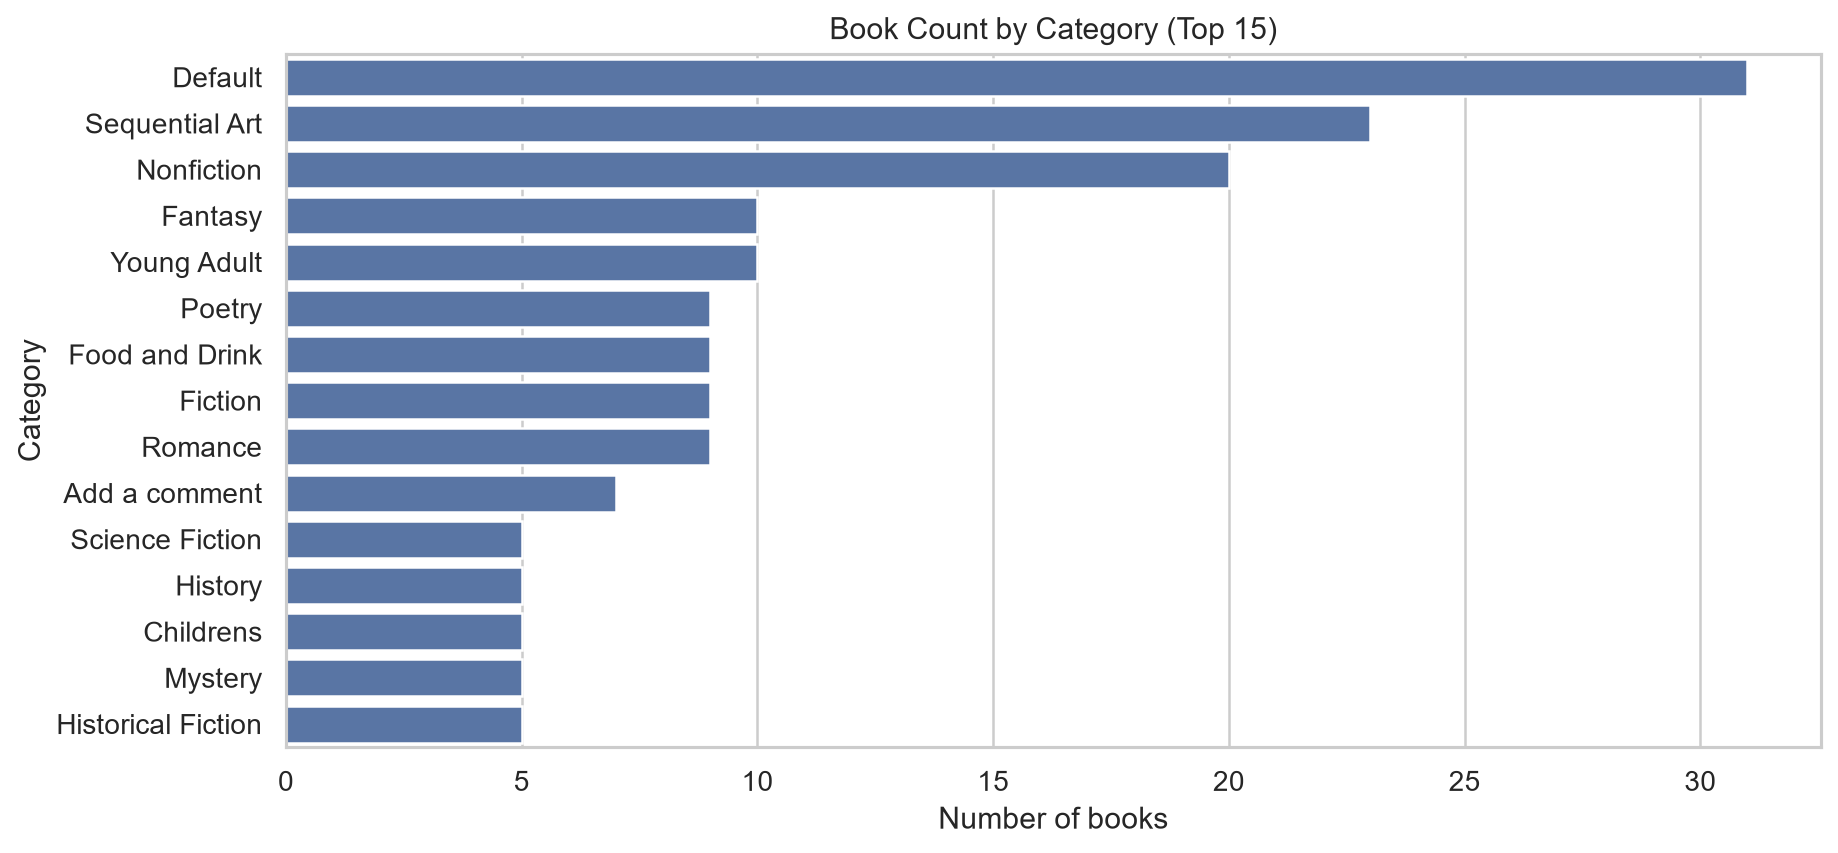 Book Count by Category (Top 15)
Category
Default
Sequential Art
Nonfiction
Fantasy
Young Adult
Poetry
Food and Drink
Fiction
Romance
Add a comment
Science Fiction
History
Childrens
Mystery
Historical Fiction
0 5 10 15 20 25 30
Number of books